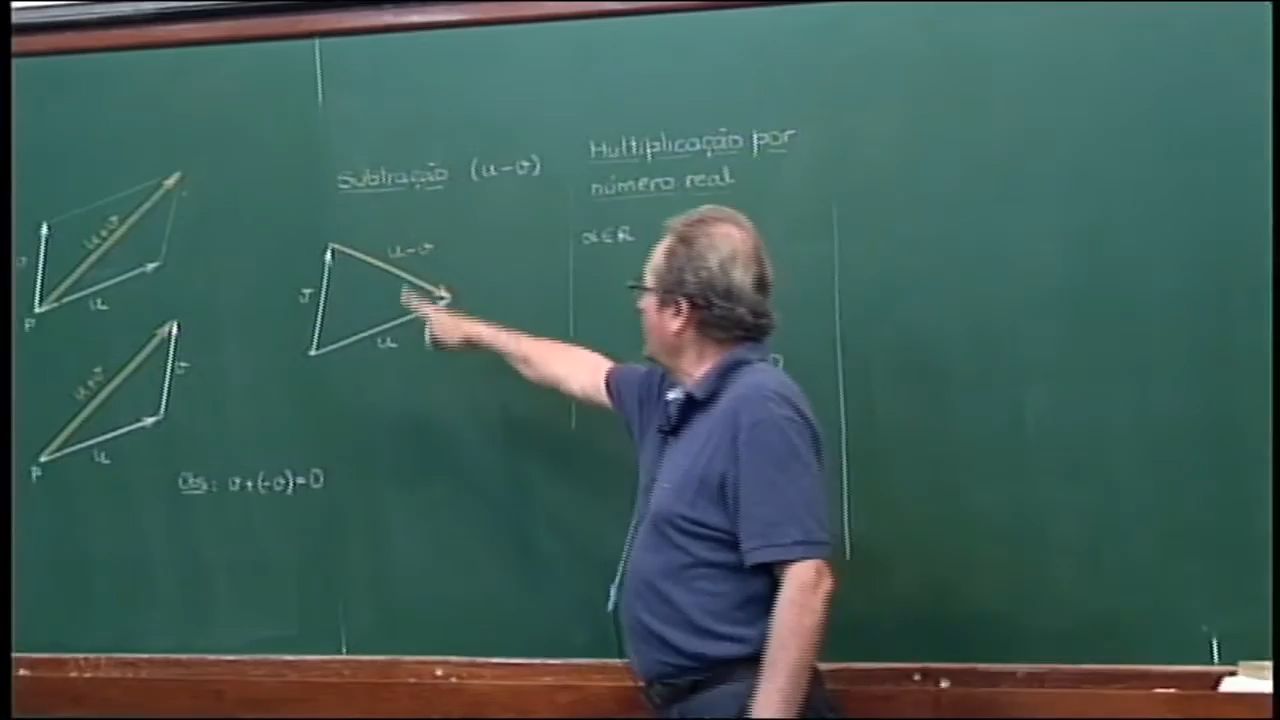 u+v
v
u
P
u+v
v
u
P
Obs: v+(-v)=0
Subtração (u-v)
u-v
v
u
Multiplicação por
número real
α∈R